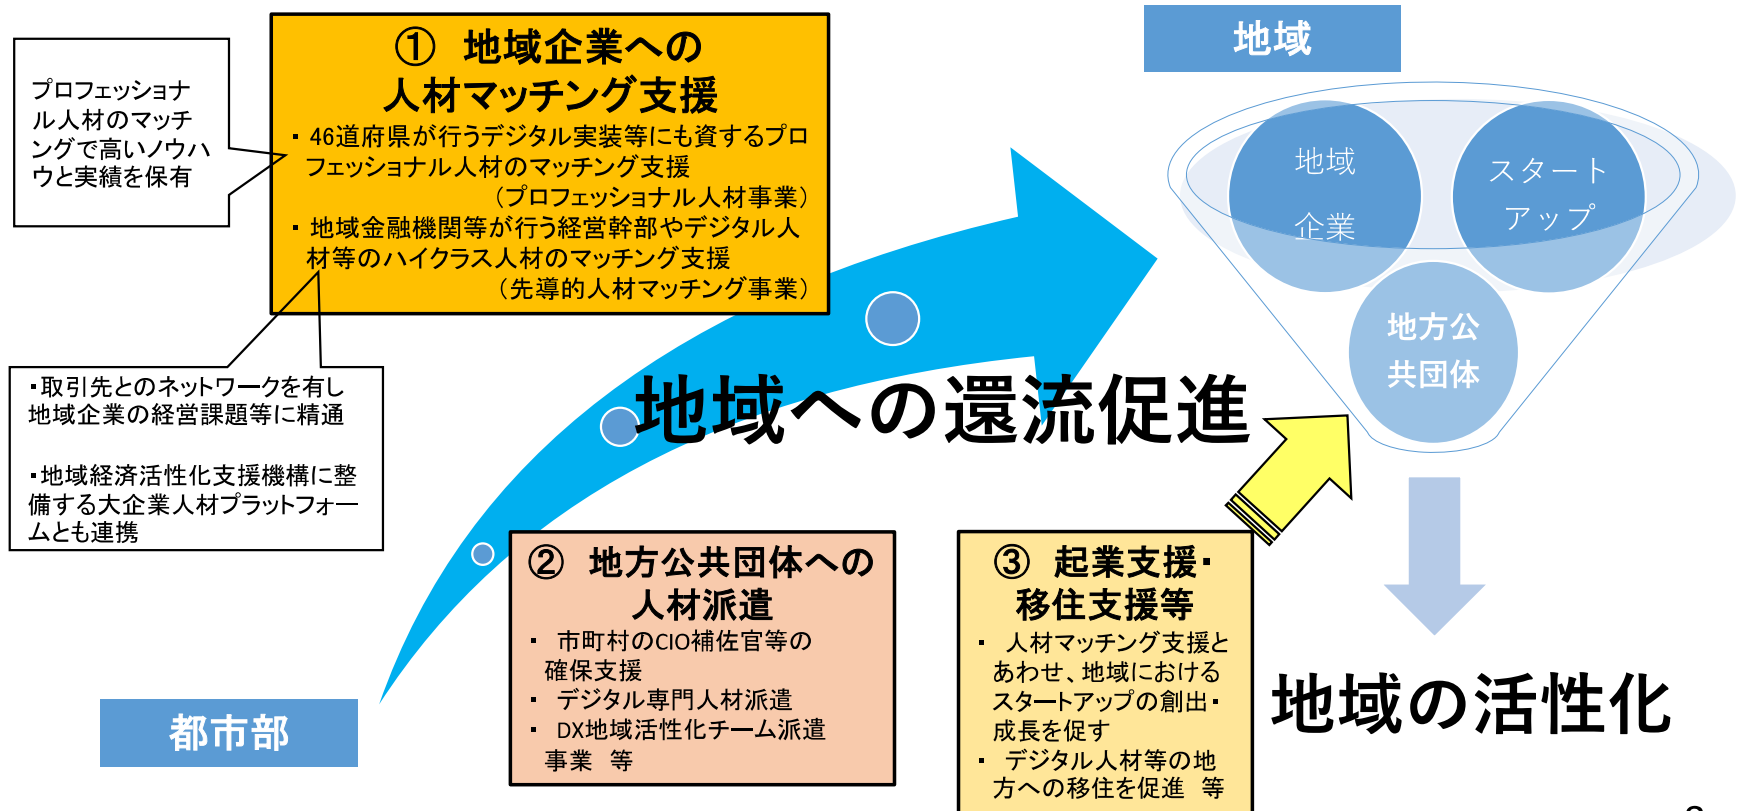 ① 地域企業への
人材マッチング支援
・46道府県が行うデジタル実装等にも資するプロ
フェッショナル人材のマッチング支援
（プロフェッショナル人材事業）
・地域金融機関等が行う経営幹部やデジタル人
材等のハイクラス人材のマッチング支援
（先導的人材マッチング事業）
プロフェッショナ
ル人材のマッチ
ングで高いノウハ
ウと実績を保有
・取引先とのネットワークを有し
地域企業の経営課題等に精通
・地域経済活性化支援機構に整
備する大企業人材プラットフォー
ムとも連携
地域
地域
企業
スタート
アップ
地方公
共団体
地域への還流促進
② 地方公共団体への
人材派遣
・ 市町村のCIO補佐官等の
確保支援
・ デジタル専門人材派遣
・ DX地域活性化チーム派遣
事業 等
③ 起業支援・
移住支援等
・ 人材マッチング支援と
あわせ、地域における
スタートアップの創出・
成長を促す
・ デジタル人材等の地
方への移住を促進 等
都市部
地域の活性化